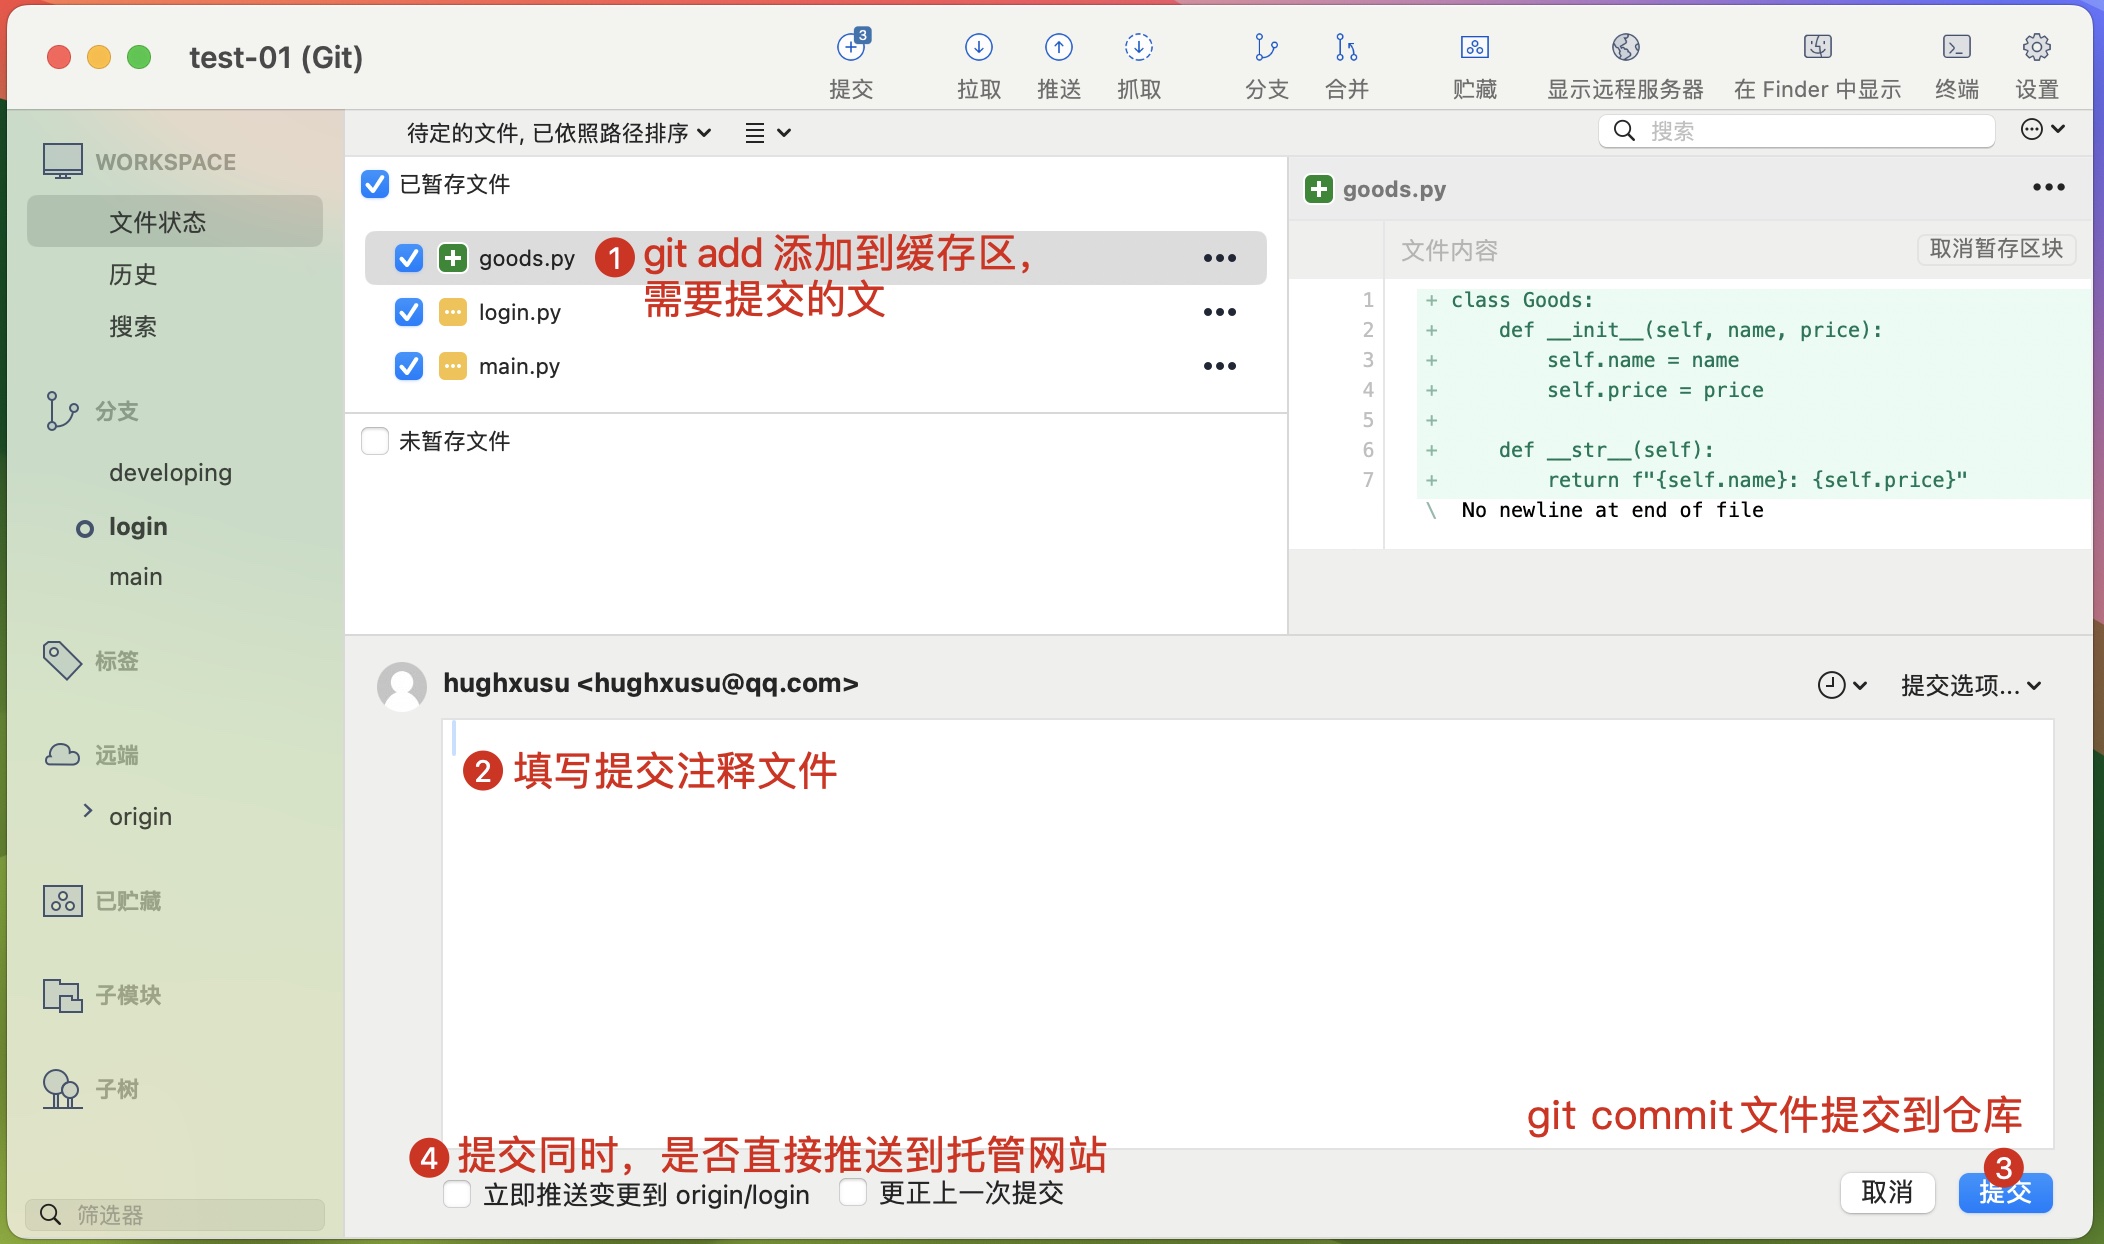 test-01 (Git)
3
提交
拉取
推送
抓取
分支
合并
贮藏
显示远程服务器
在 Finder 中显示
终端
设置
WORKSPACE
文件状态
历史
搜索
分支
developing
login
main
标签
远端
origin
已贮藏
子模块
子树
筛选器
待定的文件, 已依照路径排序
搜索
已暂存文件
goods.py
1 git add 添加到缓存区，
需要提交的文
login.py
main.py
未暂存文件
goods.py
文件内容
取消暂存区块
1 + class Goods:
2 +     def __init__(self, name, price):
3 +         self.name = name
4 +         self.price = price
5 +
6 +     def __str__(self):
7 +         return f"{self.name}: {self.price}"
\ No newline at end of file
hughxusu <hughxusu@qq.com>
提交选项...
2 填写提交注释文件
git commit 文件提交到仓库
4 提交同时，是否直接推送到托管网站
3
立即推送变更到 origin/login
更正上一次提交
取消
提交